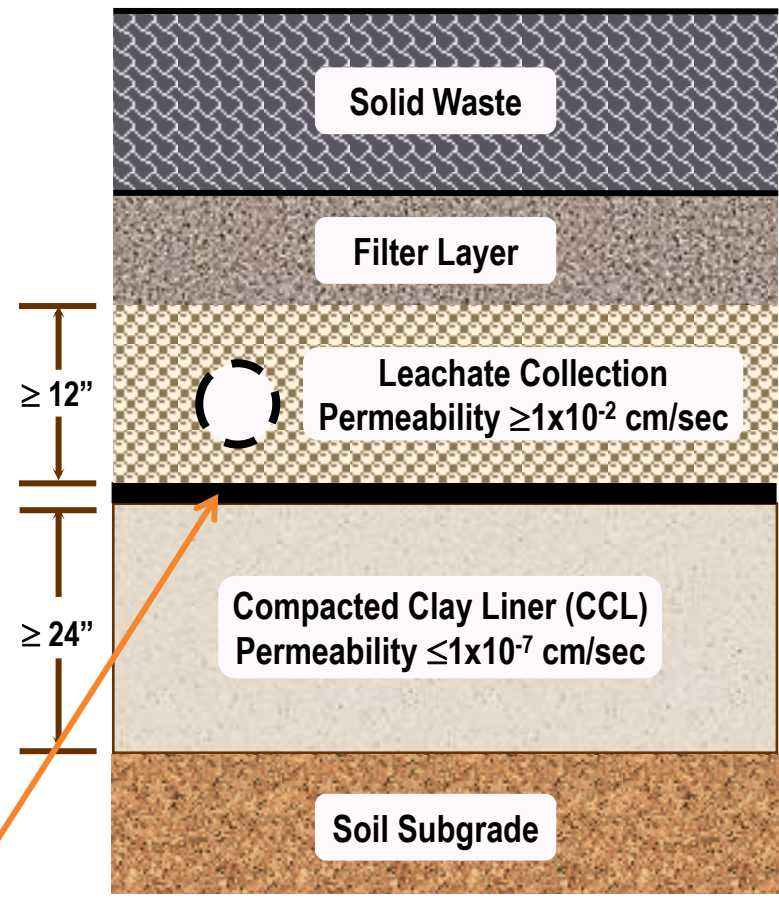 Solid Waste
Filter Layer
≥ 12”
Leachate Collection
Permeability ≥1x10⁻² cm/sec
≥ 24”
Compacted Clay Liner (CCL)
Permeability ≤1x10⁻⁷ cm/sec
Soil Subgrade